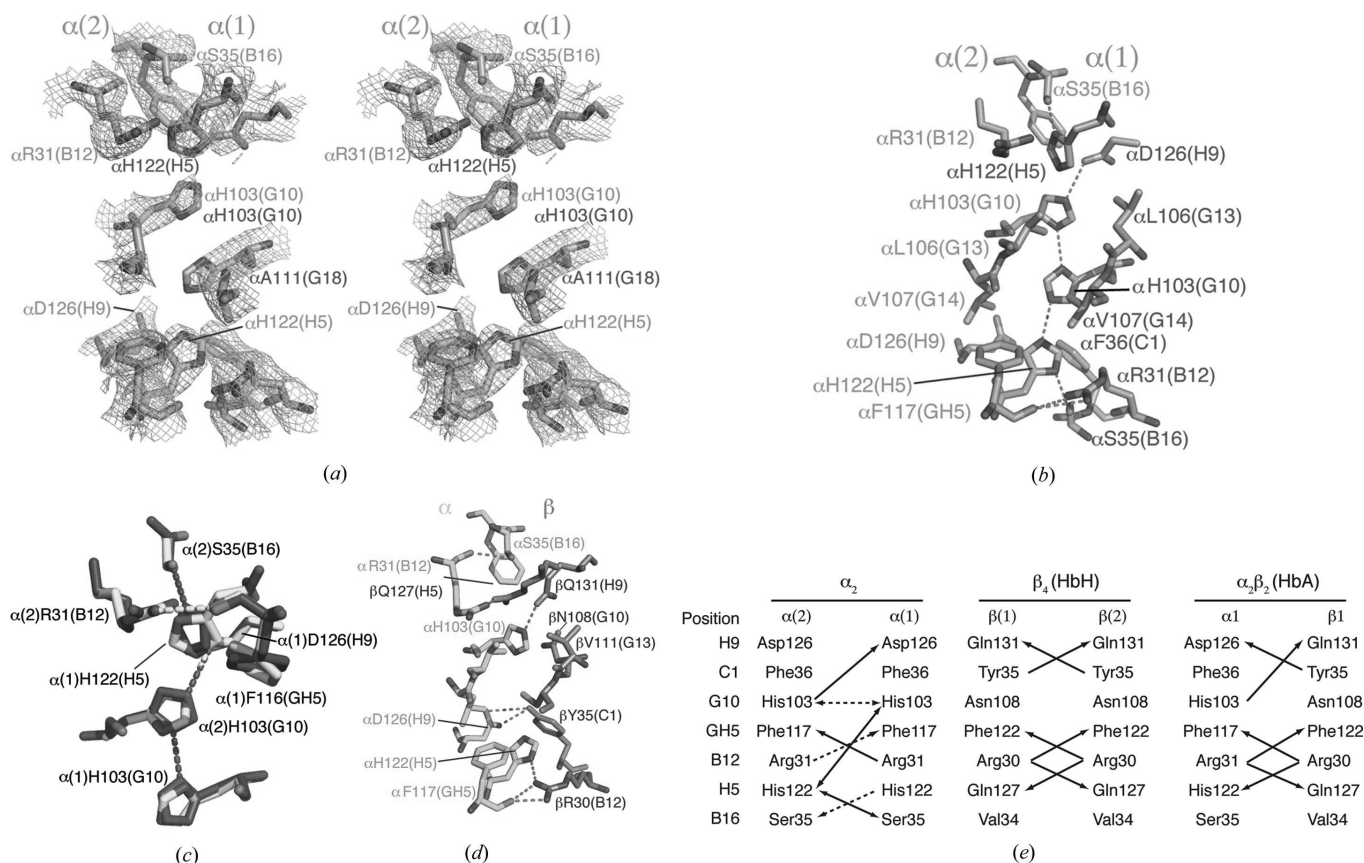 α(2) α(1)
αS35(B16)
αR31(B12)
αH122(H5)
αH103(G10)
αH103(G10)
αA111(G18)
αD126(H9)
αH122(H5)
α(2) α(1)
αS35(B16)
αR31(B12)
αH122(H5)
αH103(G10)
αH103(G10)
αA111(G18)
αD126(H9)
αH122(H5)
(a)
α(2) α(1)
αS35(B16)
αR31(B12)
αD126(H9)
αH122(H5)
αH103(G10)
αL106(G13)
αL106(G13)
αH103(G10)
αV107(G14)
αV107(G14)
αF36(C1)
αD126(H9)
αR31(B12)
αH122(H5)
αF117(GH5)
αS35(B16)
(b)
α(2)S35(B16)
α(2)R31(B12)
α(1)D126(H9)
α(1)H122(H5)
α(1)F116(GH5)
α(2)H103(G10)
α(1)H103(G10)
(c)
α β
αS35(B16)
αR31(B12)
βQ127(H5)
βQ131(H9)
βN108(G10)
αH103(G10)
βV111(G13)
αD126(H9)
βY35(C1)
αH122(H5)
αF117(GH5)
βR30(B12)
(d)
α2 β4 (HbH) α2β2 (HbA)
Position α(2) α(1) β(1) β(2) α1 β1
H9 Asp126 Asp126 Gln131 Gln131 Asp126 Gln131
C1 Phe36 Phe36 Tyr35 Tyr35 Phe36 Tyr35
G10 His103 His103 Asn108 Asn108 His103 Asn108
GH5 Phe117 Phe117 Phe122 Phe122 Phe117 Phe122
B12 Arg31 Arg31 Arg30 Arg30 Arg31 Arg30
H5 His122 His122 Gln127 Gln127 His122 Gln127
B16 Ser35 Ser35 Val34 Val34 Ser35 Val34
(e)